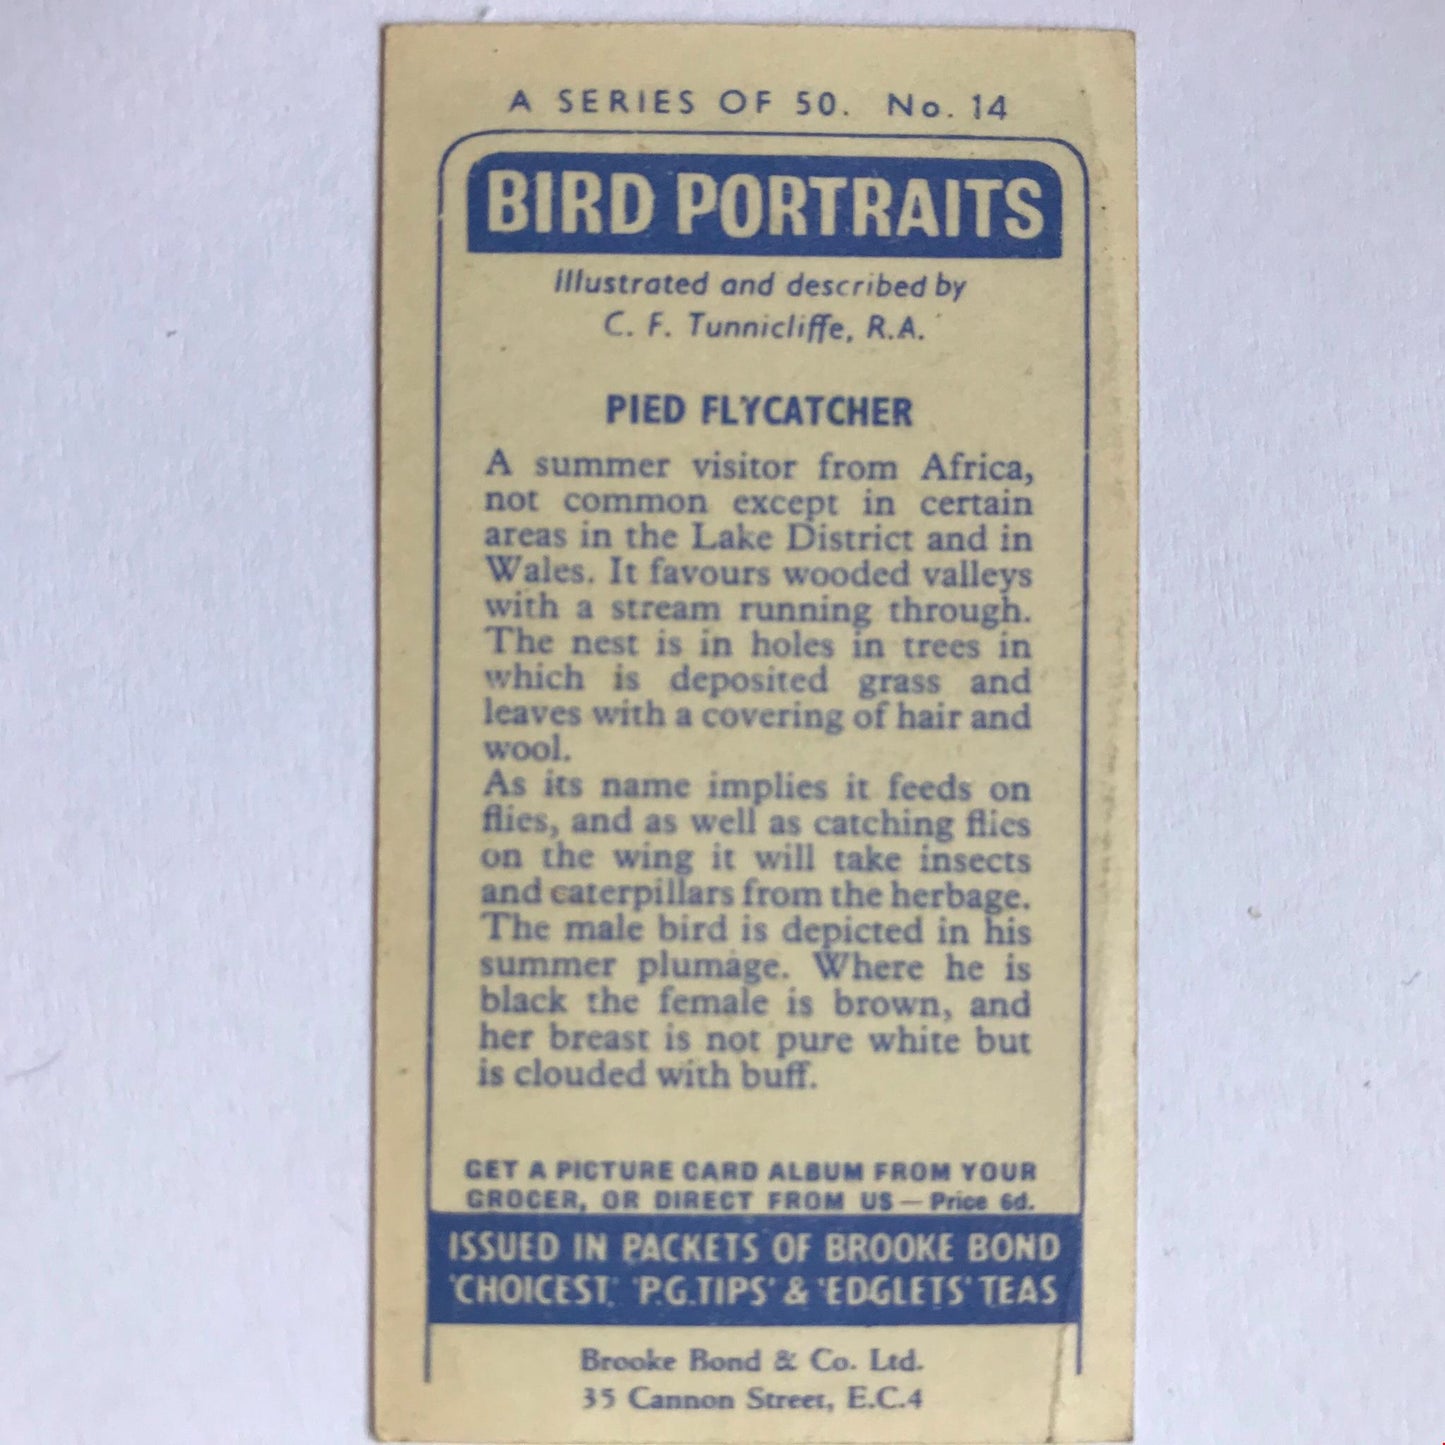 A SERIES OF 50. No. 14
BIRD PORTRAITS
Illustrated and described by
C. F. Tunnicliffe, R.A.
PIED FLYCATCHER
A summer visitor from Africa,
not common except in certain
areas in the Lake District and in
Wales. It favours wooded valleys
with a stream running through.
The nest is in holes in trees in
which is deposited grass and
leaves with a covering of hair and
wool.
As its name implies it feeds on
flies, and as well as catching flies
on the wing it will take insects
and caterpillars from the herbage.
The male bird is depicted in his
summer plumage. Where he is
black the female is brown, and
her breast is not pure white but
is clouded with buff.
GET A PICTURE CARD ALBUM FROM YOUR
GROCER, OR DIRECT FROM US — Price 6d.
ISSUED IN PACKETS OF BROOKE BOND
'CHOICEST', 'P.G.TIPS' & 'EDGLETS' TEAS
Brooke Bond & Co. Ltd.
35 Cannon Street, E.C.4